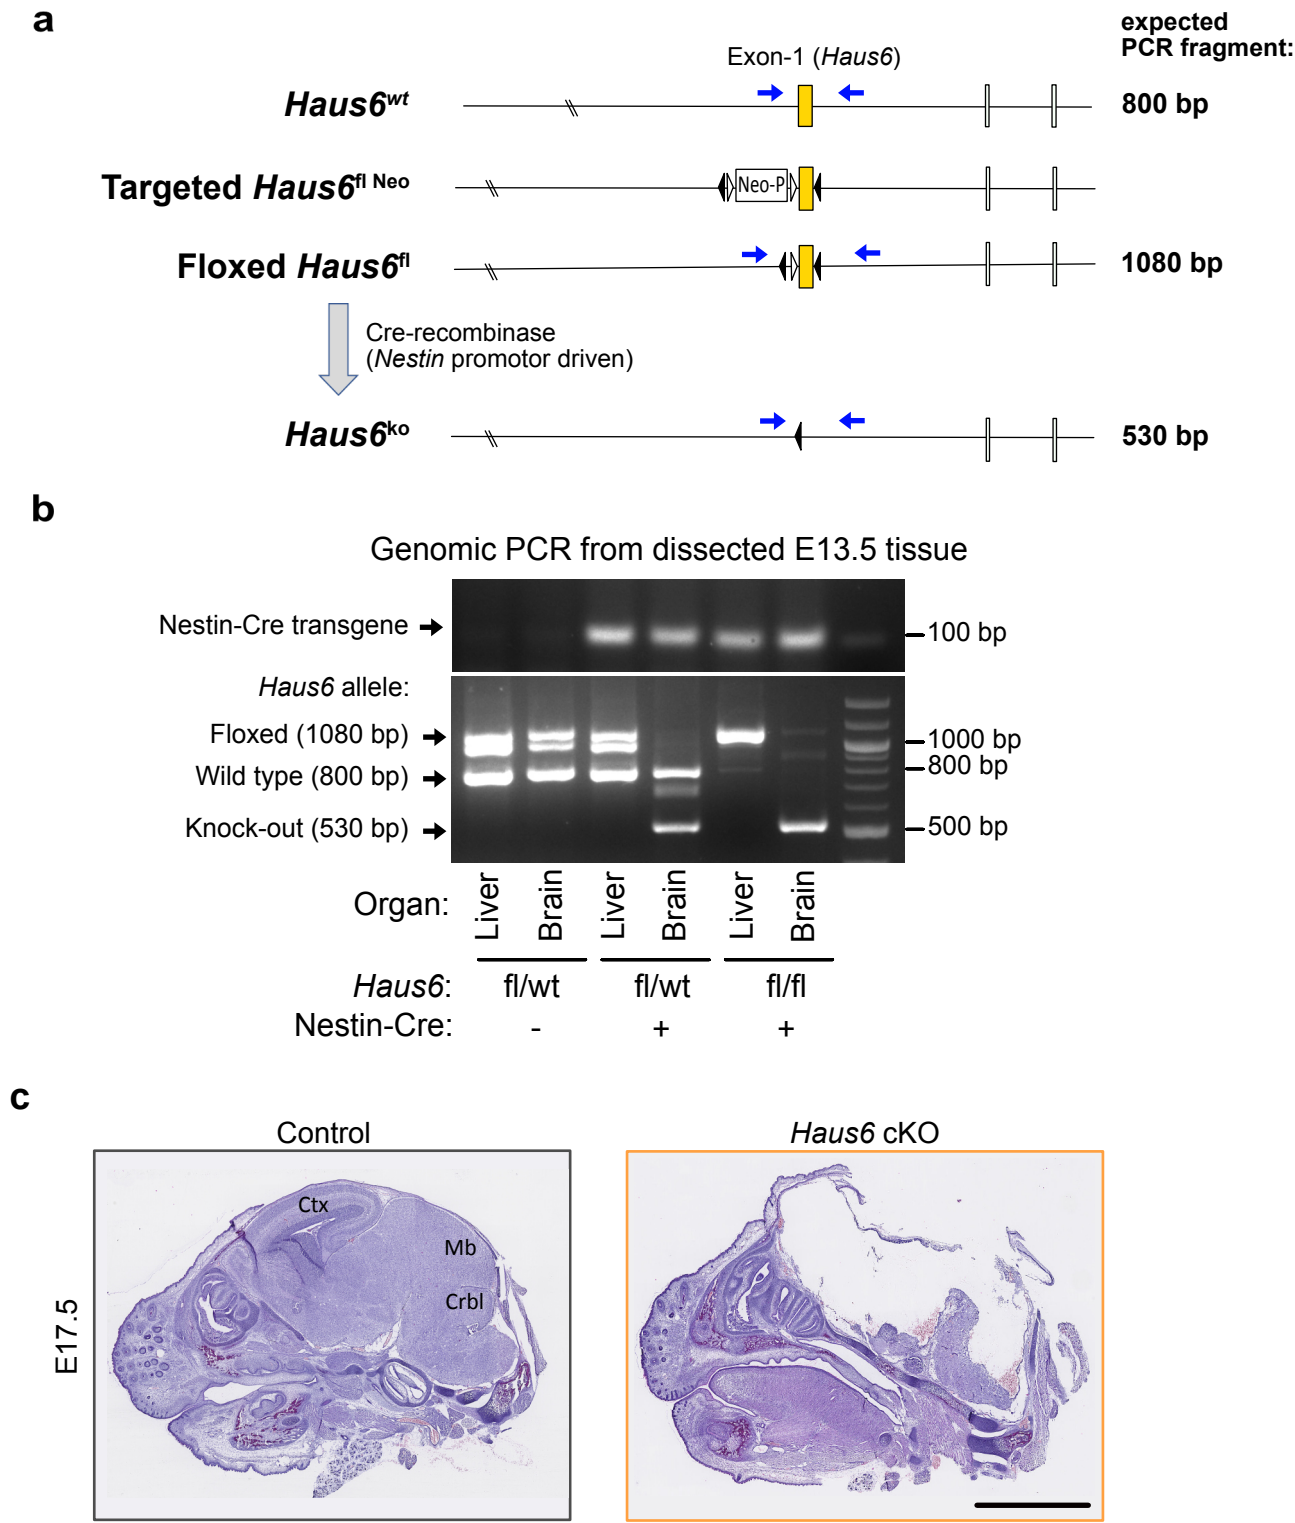 a
expected
PCR fragment:
Exon-1 (Haus6)
Haus6wt
800 bp
Targeted Haus6fl Neo
Neo-P
Floxed Haus6fl
1080 bp
Cre-recombinase
(Nestin promotor driven)
Haus6ko
530 bp
b
Genomic PCR from dissected E13.5 tissue
Nestin-Cre transgene
100 bp
Haus6 allele:
Floxed (1080 bp)
1000 bp
Wild type (800 bp)
800 bp
Knock-out (530 bp)
500 bp
Organ:
Liver
Brain
Liver
Brain
Liver
Brain
Haus6: fl/wt fl/wt fl/fl
Nestin-Cre: - + +
c
Control
Haus6 cKO
E17.5
Ctx
Mb
Crbl